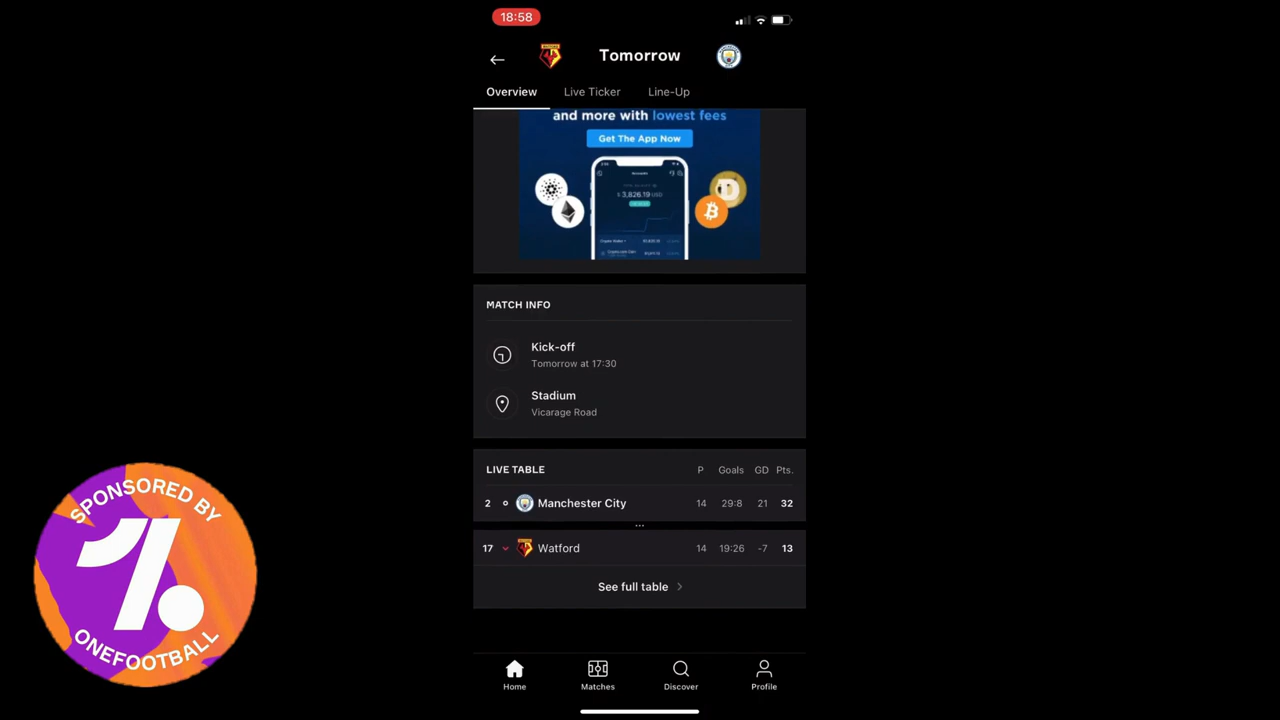 18:58
Tomorrow
Overview
Live Ticker
Line-Up
and more with lowest fees
Get The App Now
MATCH INFO
Kick-off
Tomorrow at 17:30
Stadium
Vicarage Road
LIVE TABLE P Goals GD Pts.
2 Manchester City 14 29:8 21 32
...
17 Watford 14 19:26 -7 13
See full table
Home
Matches
Discover
Profile
SPONSORED BY
ONEFOOTBALL